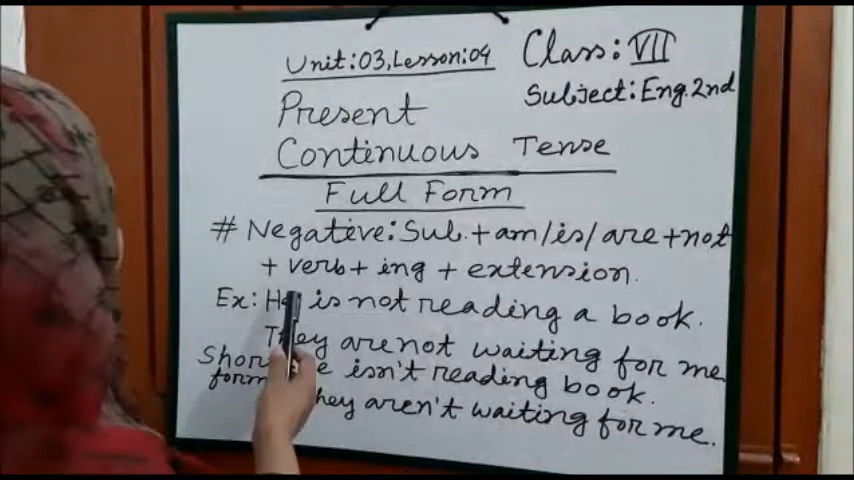 Unit:03,Lesson:04
Class: VII
Subject: Eng. 2nd
Present
Continuous Tense
Full Form
# Negative: Sub. + am/is/are + not
+ verb + ing + extension.
Ex: He is not reading a book.
They are not waiting for me
Short isn't reading book.
form aren't waiting for me.